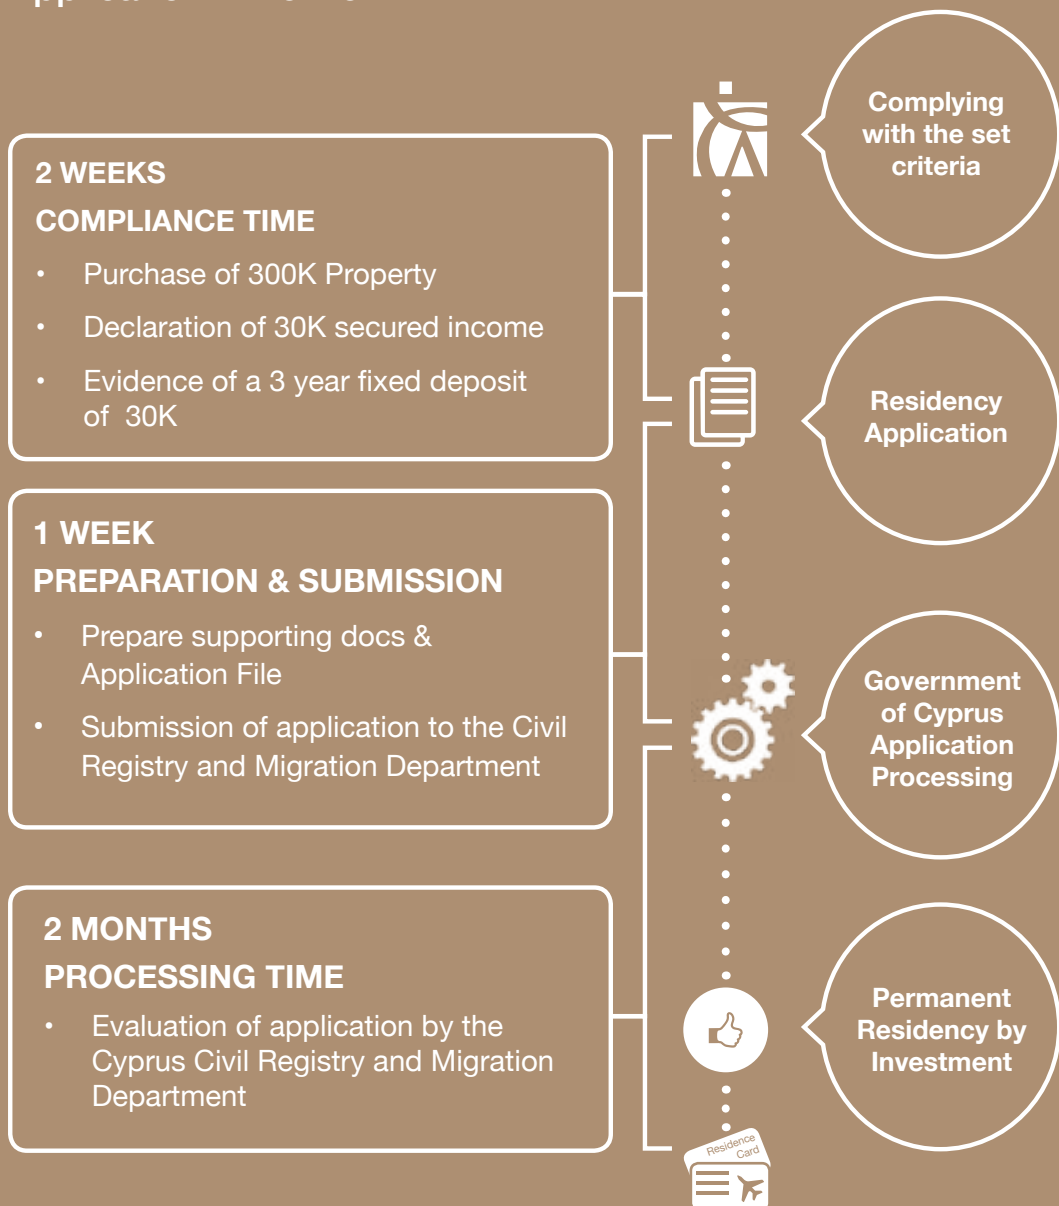 2 WEEKS
COMPLIANCE TIME
• Purchase of 300K Property
• Declaration of 30K secured income
• Evidence of a 3 year fixed deposit
of 30K
1 WEEK
PREPARATION & SUBMISSION
• Prepare supporting docs &
Application File
• Submission of application to the Civil
Registry and Migration Department
2 MONTHS
PROCESSING TIME
• Evaluation of application by the
Cyprus Civil Registry and Migration
Department
Complying
with the set
criteria
Residency
Application
Government
of Cyprus
Application
Processing
Permanent
Residency by
Investment
Residence
Card